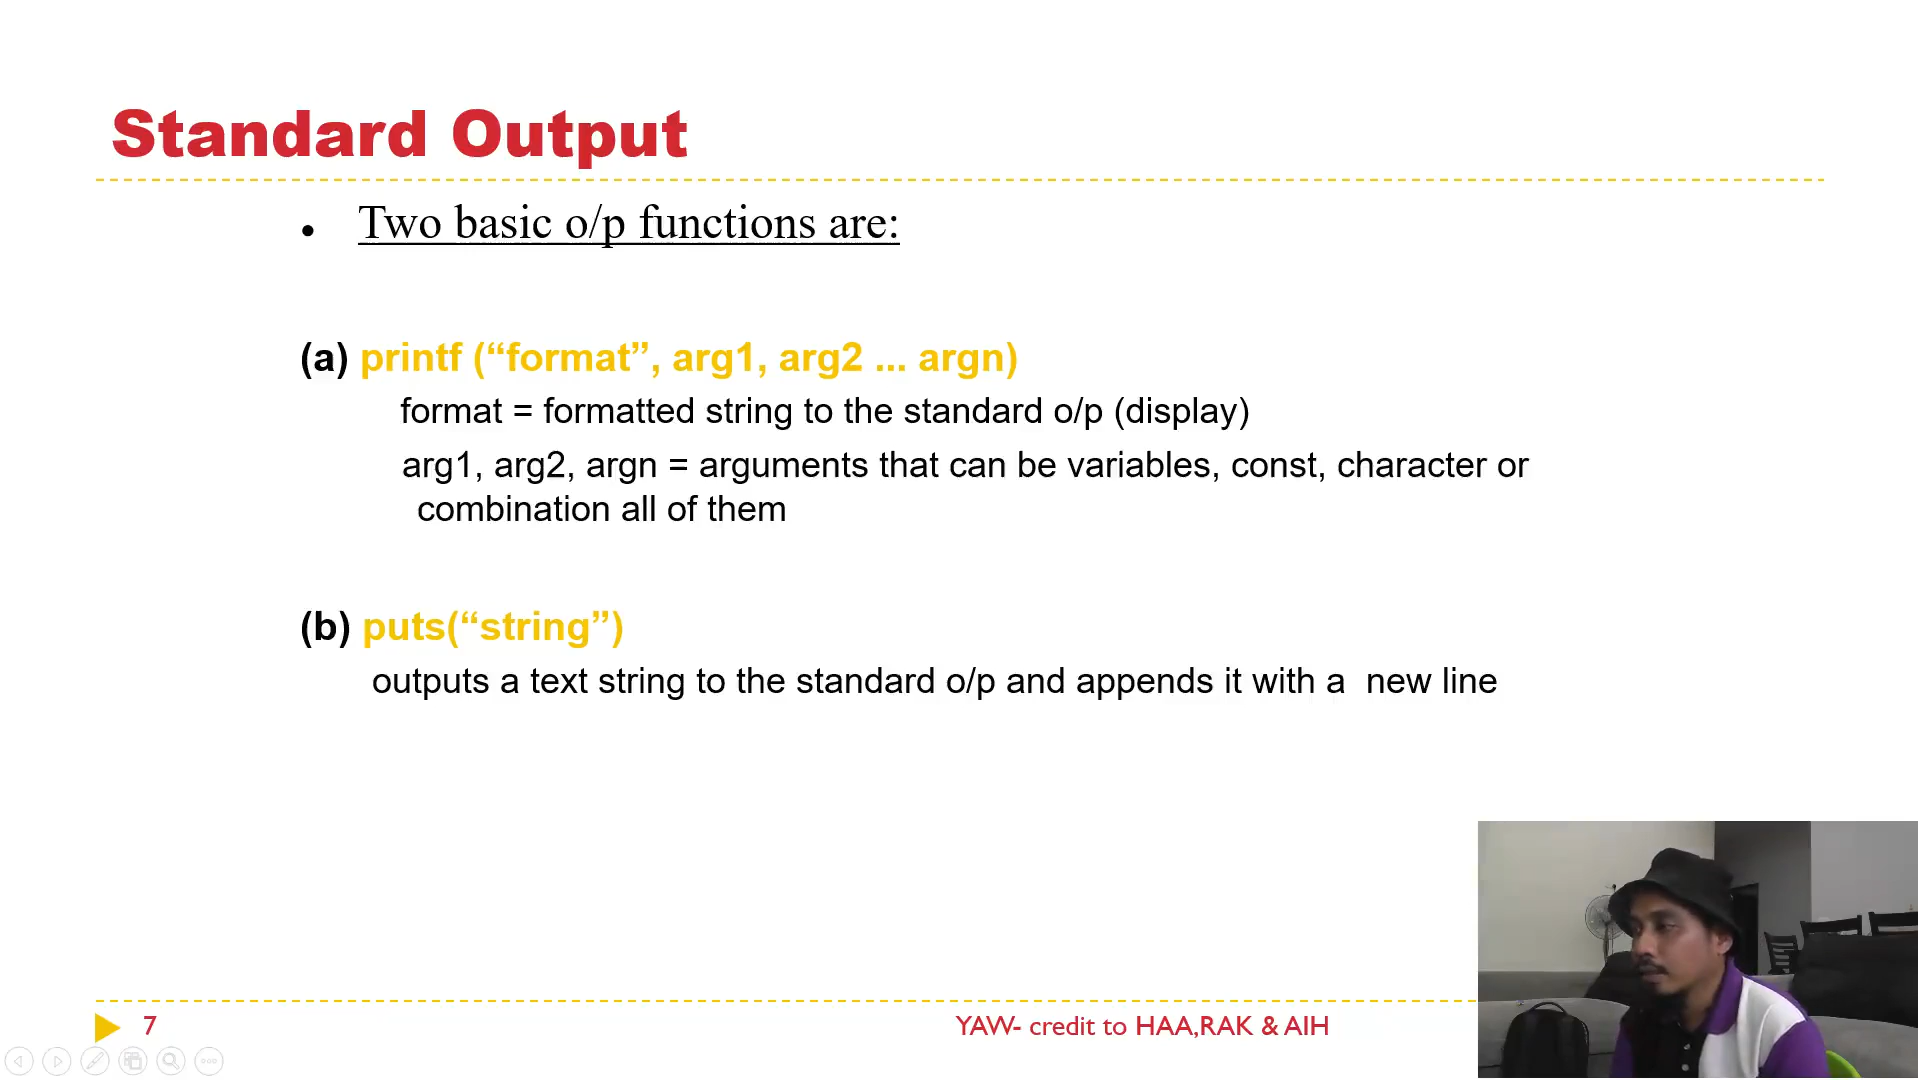 Standard Output
• Two basic o/p functions are:
(a) printf (“format”, arg1, arg2 ... argn)
format = formatted string to the standard o/p (display)
arg1, arg2, argn = arguments that can be variables, const, character or
combination all of them
(b) puts(“string”)
outputs a text string to the standard o/p and appends it with a  new line
7
YAW- credit to HAA,RAK & AIH